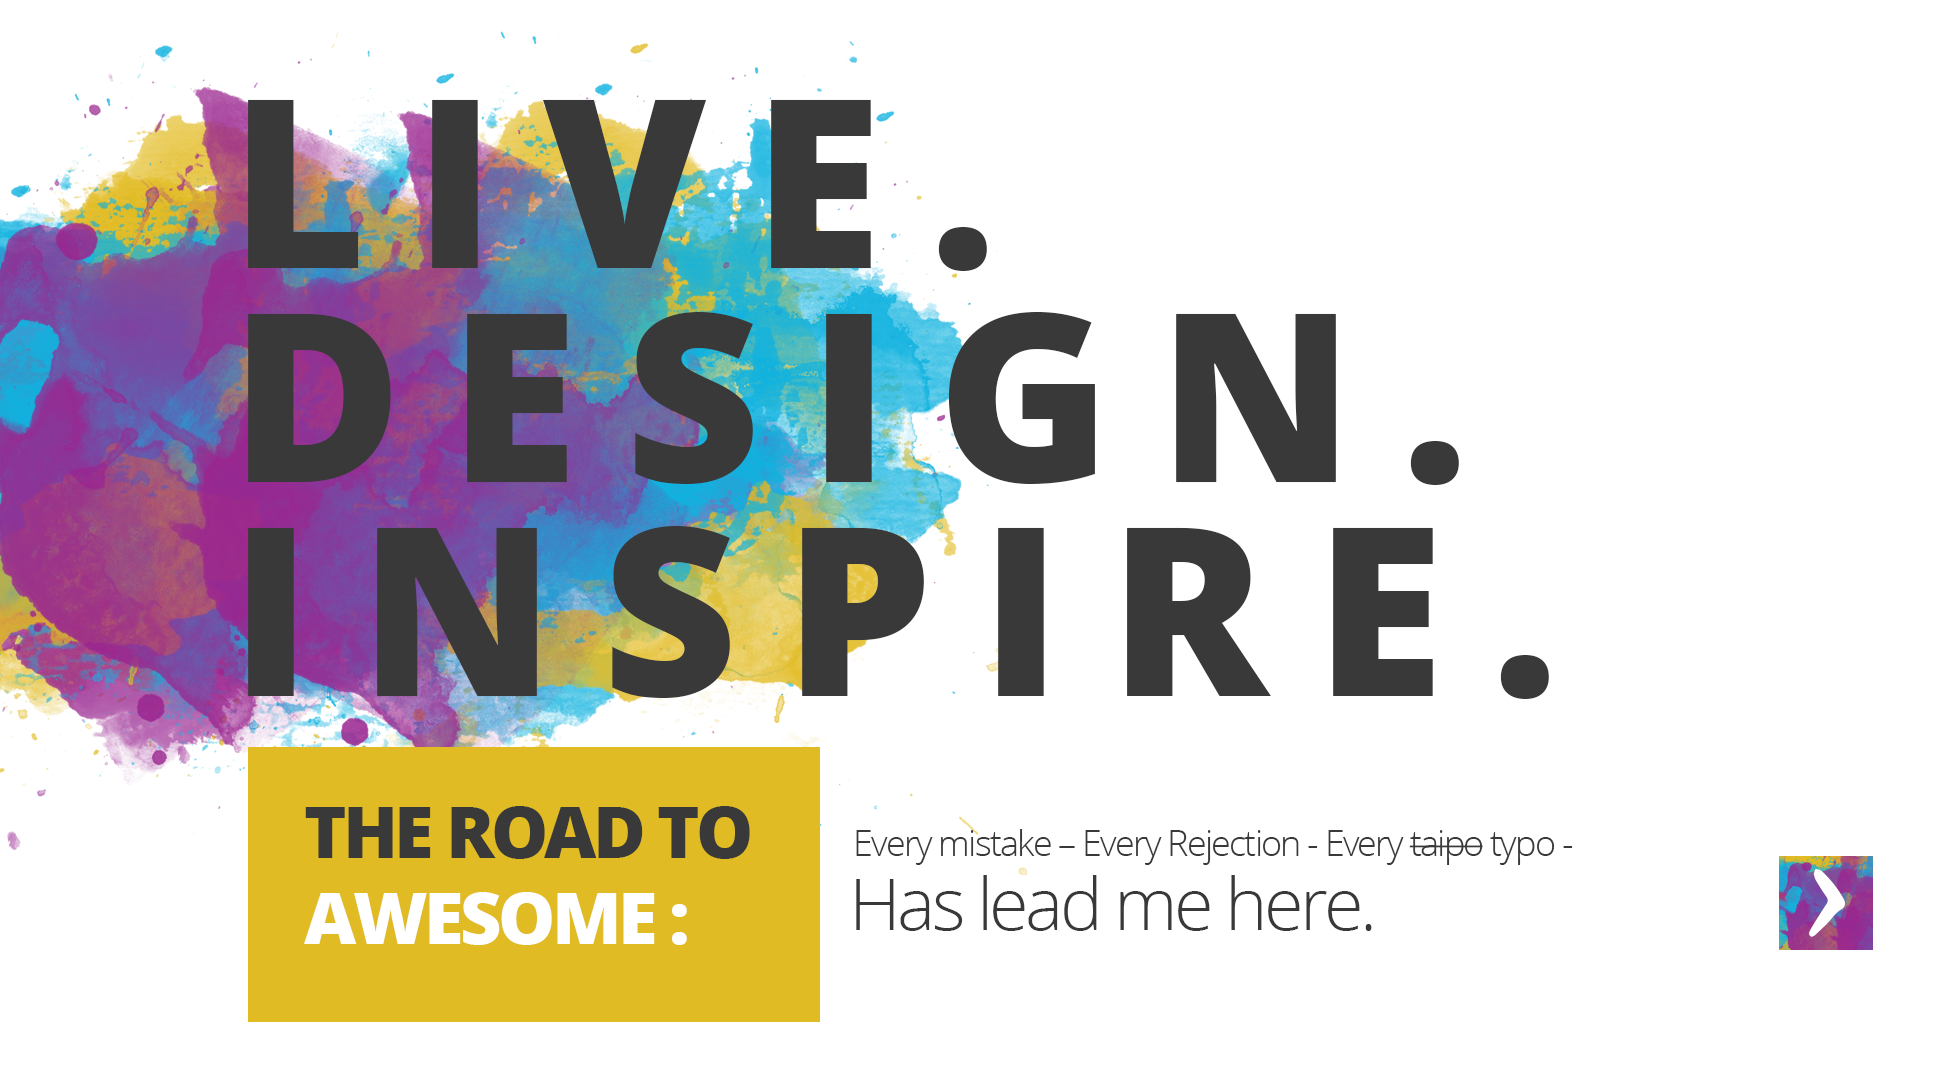 LIVE.
DESIGN.
INSPIRE.
THE ROAD TO
AWESOME :
Every mistake – Every Rejection - Every taipo typo -
Has lead me here.